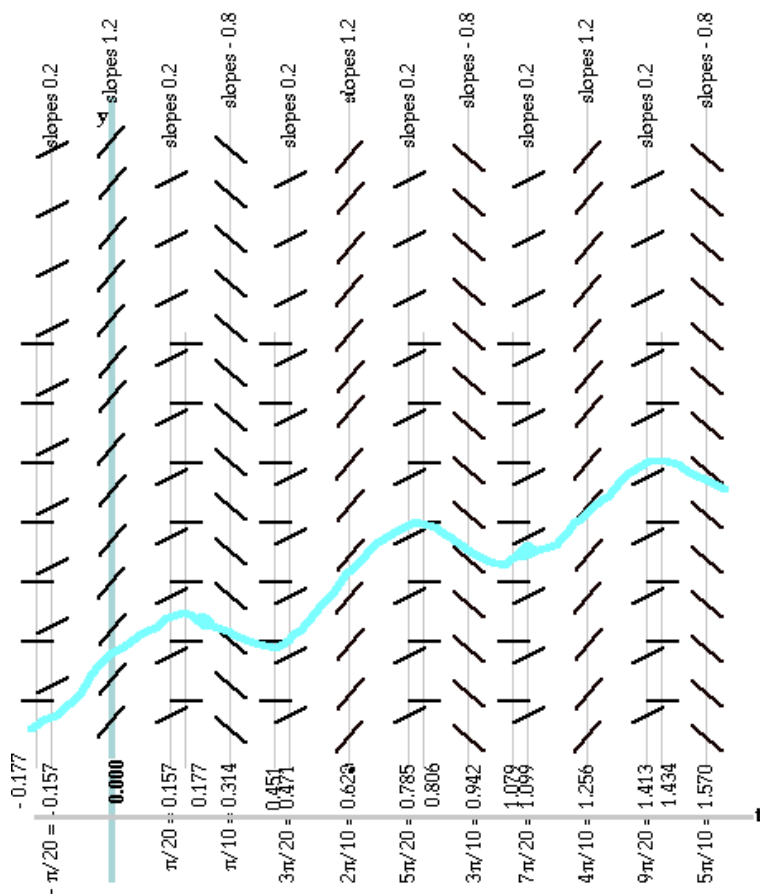 slopes 0.2
slopes 1.2
slopes 0.2
slopes - 0.8
slopes 0.2
slopes 1.2
slopes 0.2
slopes - 0.8
slopes 0.2
slopes 1.2
slopes 0.2
slopes - 0.8
- 0.177
- π/20 = - 0.157
0.000
π/20 = 0.157
0.177
π/10 = 0.314
0.451
3π/20 = 0.471
2π/10 = 0.628
5π/20 = 0.785
0.806
3π/10 = 0.942
1.079
7π/20 = 1.099
4π/10 = 1.256
9π/20 = 1.413
1.434
5π/10 = 1.570
t